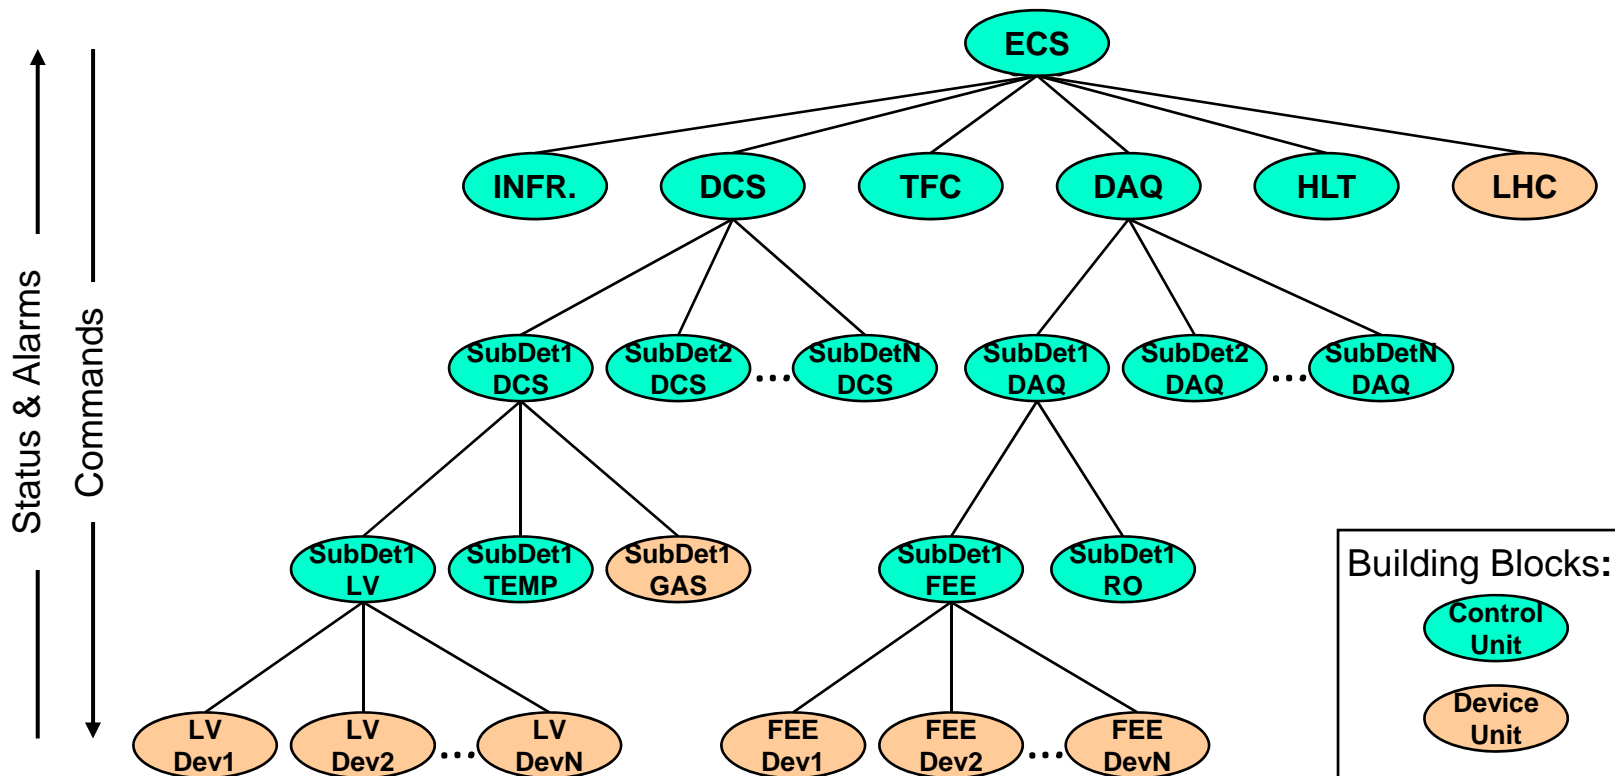 ECS
INFR.
DCS
TFC
DAQ
HLT
LHC
Status & Alarms
Commands
SubDet1
DCS
SubDet2
DCS
...
SubDetN
DCS
SubDet1
DAQ
SubDet2
DAQ
...
SubDetN
DAQ
SubDet1
LV
SubDet1
TEMP
SubDet1
GAS
SubDet1
FEE
SubDet1
RO
Building Blocks:
Control
Unit
Device
Unit
LV
Dev1
LV
Dev2
...
LV
DevN
FEE
Dev1
FEE
Dev2
...
FEE
DevN